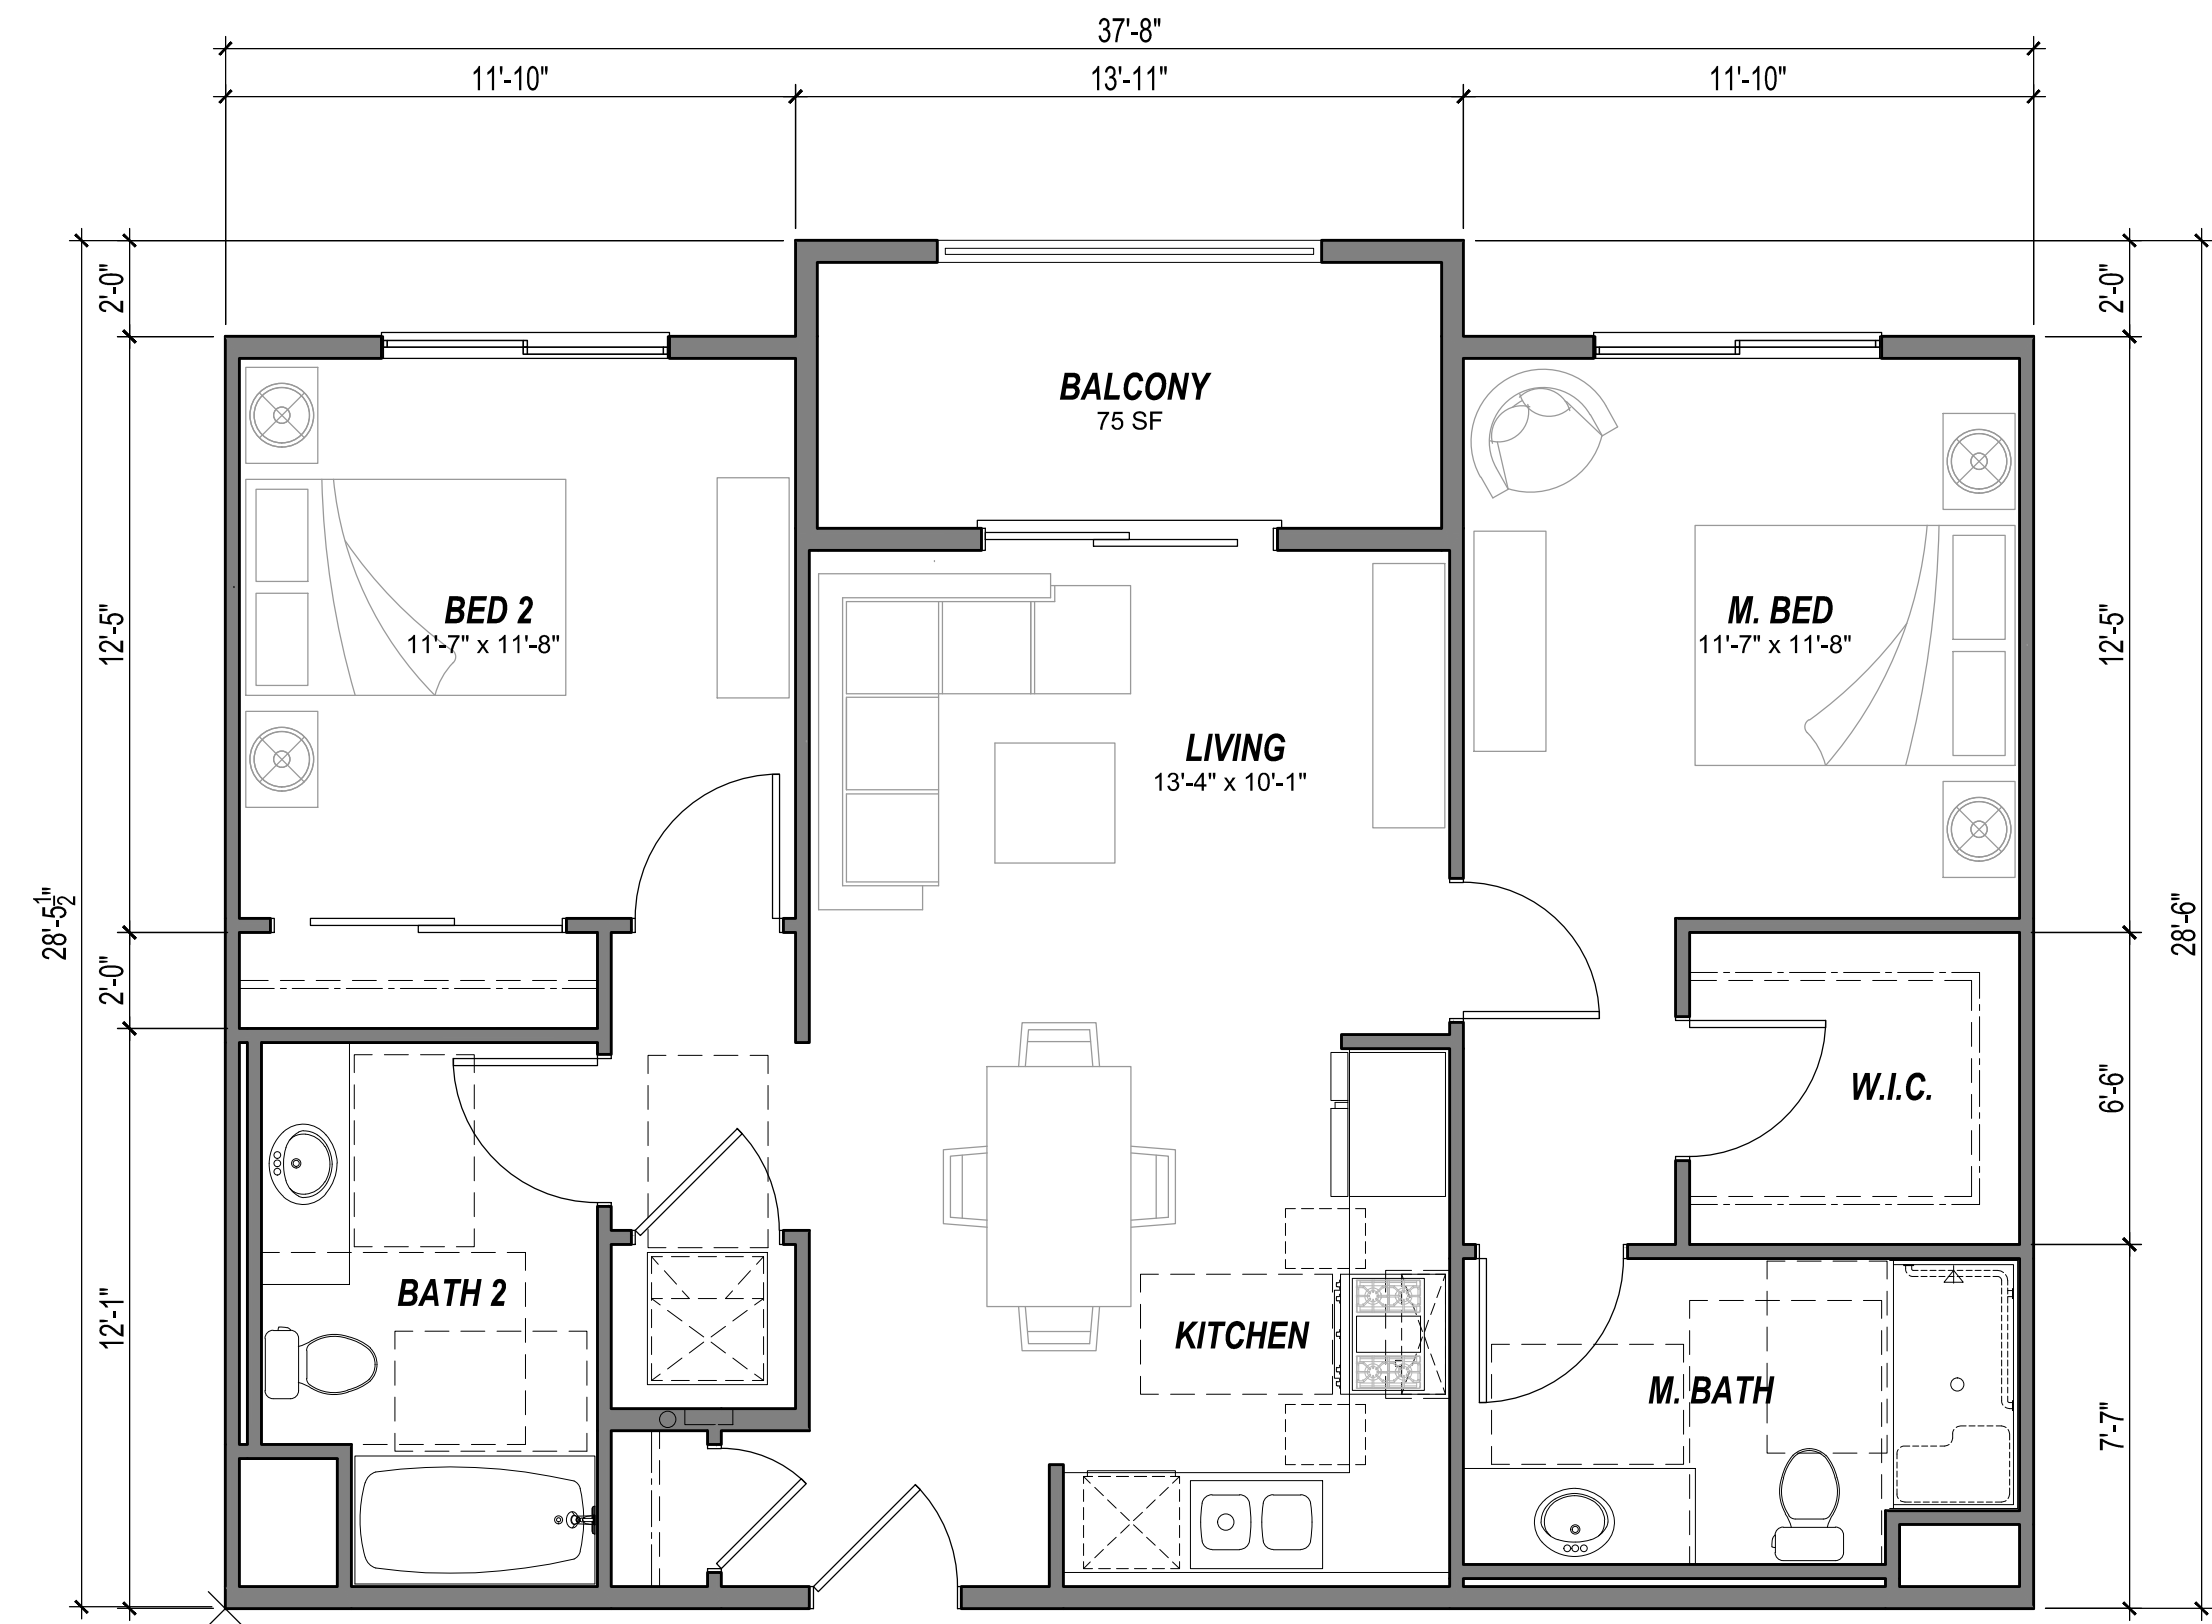 37'-8"
11'-10"
13'-11"
11'-10"
2'-0"
2'-0"
BALCONY
75 SF
12'-5"
BED 2
11'-7" x 11'-8"
M. BED
11'-7" x 11'-8"
12'-5"
LIVING
13'-4" x 10'-1"
28'-5 1/2"
28'-6"
2'-0"
W.I.C.
6'-6"
12'-1"
BATH 2
KITCHEN
M. BATH
7'-7"